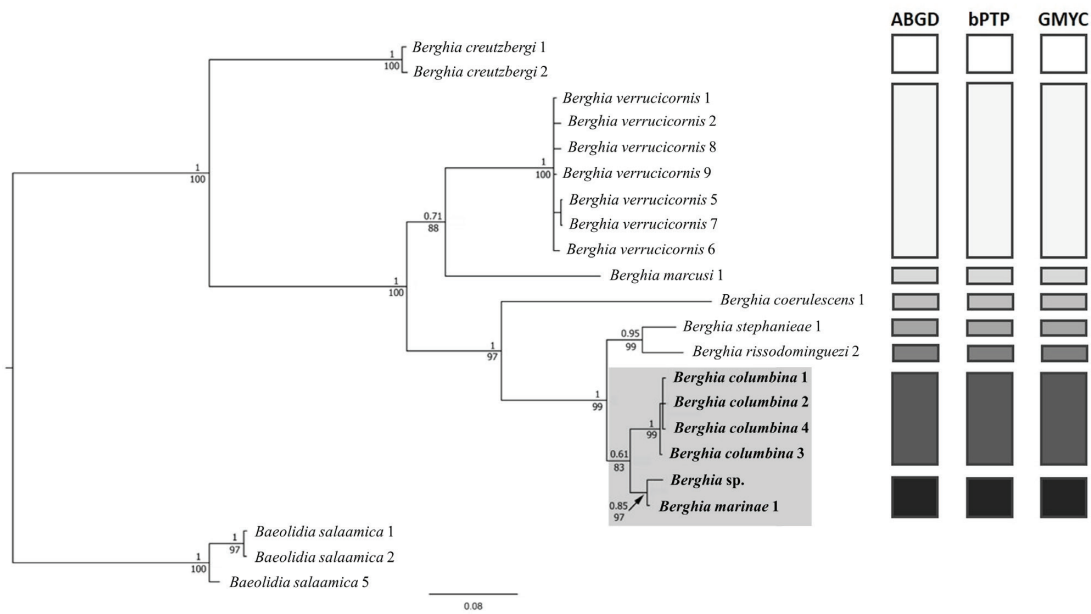 ABGD bPTP GMYC
Berghia creutzbergi 1
1
100
Berghia creutzbergi 2
Berghia verrucicornis 1
Berghia verrucicornis 2
Berghia verrucicornis 8
1
100
Berghia verrucicornis 9
1
100
Berghia verrucicornis 5
0.71
88
Berghia verrucicornis 7
Berghia verrucicornis 6
Berghia marcusi 1
1
100
Berghia coerulescens 1
Berghia stephanieae 1
0.95
99
1
97
Berghia rissodominguezi 2
Berghia columbina 1
1
99
Berghia columbina 2
Berghia columbina 4
1
99
Berghia columbina 3
0.61
83
Berghia sp.
0.85
97
Berghia marinae 1
Baeolidia salaamica 1
1
97
Baeolidia salaamica 2
1
100
Baeolidia salaamica 5
0.08